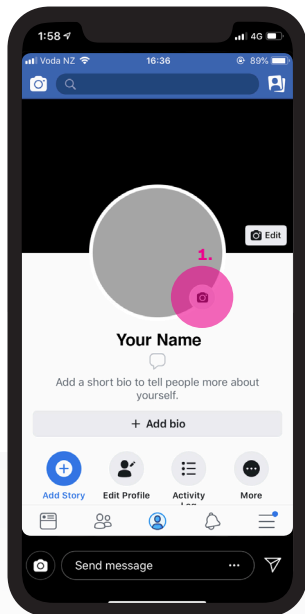 1:58
4G
Voda NZ
16:36
89%
Edit
1.
Your Name
Add a short bio to tell people more about
yourself.
+ Add bio
Add Story
Edit Profile
Activity
Log
More
Send message